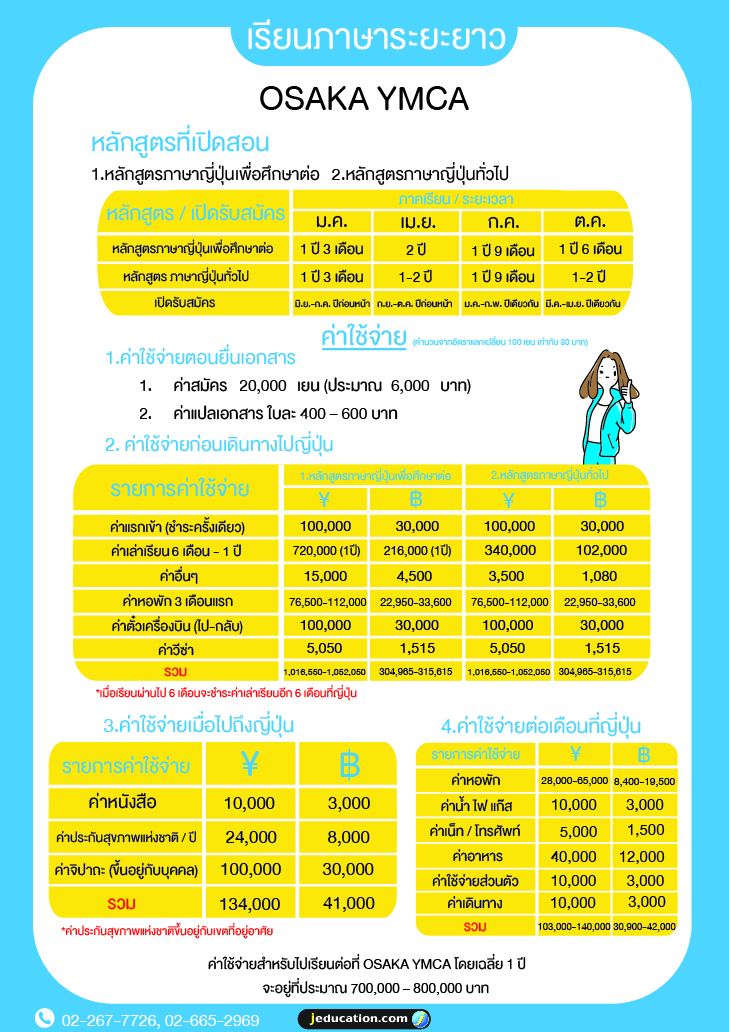 เรียนภาษาระยะยาว
OSAKA YMCA
หลักสูตรที่เปิดสอน
1.หลักสูตรภาษาญี่ปุ่นเพื่อศึกษาต่อ 2.หลักสูตรภาษาญี่ปุ่นทั่วไป
หลักสูตร / เปิดรับสมัคร ภาคเรียน / ระยะเวลา
ม.ค. เม.ย. ก.ค. ต.ค.
หลักสูตรภาษาญี่ปุ่นเพื่อศึกษาต่อ 1 ปี 3 เดือน 2 ปี 1 ปี 9 เดือน 1 ปี 6 เดือน
หลักสูตร ภาษาญี่ปุ่นทั่วไป 1 ปี 3 เดือน 1-2 ปี 1 ปี 9 เดือน 1-2 ปี
เปิดรับสมัคร มิ.ย.-ก.ค. ปีก่อนหน้า ก.ย.-ต.ค. ปีก่อนหน้า ม.ค.-ก.พ. ปีเดียวกัน มี.ค.-เม.ย. ปีเดียวกัน
ค่าใช้จ่าย (คำนวนจากอัตราแลกเปลี่ยน 100 เยน เท่ากับ 30 บาท)
1.ค่าใช้จ่ายตอนยื่นเอกสาร
1. ค่าสมัคร 20,000 เยน (ประมาณ 6,000 บาท)
2. ค่าแปลเอกสาร ใบละ 400 – 600 บาท
2. ค่าใช้จ่ายก่อนเดินทางไปญี่ปุ่น
รายการค่าใช้จ่าย 1.หลักสูตรภาษาญี่ปุ่นเพื่อศึกษาต่อ 2.หลักสูตรภาษาญี่ปุ่นทั่วไป
¥ ฿ ¥ ฿
ค่าแรกเข้า (ชำระครั้งเดียว) 100,000 30,000 100,000 30,000
ค่าเล่าเรียน 6 เดือน - 1 ปี 720,000 (1ปี) 216,000 (1ปี) 340,000 102,000
ค่าอื่นๆ 15,000 4,500 3,500 1,080
ค่าหอพัก 3 เดือนแรก 76,500-112,000 22,950-33,600 76,500-112,000 22,950-33,600
ค่าตั๋วเครื่องบิน (ไป-กลับ) 100,000 30,000 100,000 30,000
ค่าวีซ่า 5,050 1,515 5,050 1,515
รวม 1,016,550-1,052,050 304,965-315,615 1,016,550-1,052,050 304,965-315,615
*เมื่อเรียนผ่านไป 6 เดือนจะชำระค่าเล่าเรียนอีก 6 เดือนที่ญี่ปุ่น
3.ค่าใช้จ่ายเมื่อไปถึงญี่ปุ่น
รายการค่าใช้จ่าย ¥ ฿
ค่าหนังสือ 10,000 3,000
ค่าประกันสุขภาพแห่งชาติ / ปี 24,000 8,000
ค่าจิปาถะ (ขึ้นอยู่กับบุคคล) 100,000 30,000
รวม 134,000 41,000
*ค่าประกันสุขภาพแห่งชาติขึ้นอยู่กับเขตที่อยู่อาศัย
4.ค่าใช้จ่ายต่อเดือนที่ญี่ปุ่น
รายการค่าใช้จ่าย ¥ ฿
ค่าหอพัก 28,000-65,000 8,400-19,500
ค่าน้ำ ไฟ แก๊ส 10,000 3,000
ค่าเน็ท / โทรศัพท์ 5,000 1,500
ค่าอาหาร 40,000 12,000
ค่าใช้จ่ายส่วนตัว 10,000 3,000
ค่าเดินทาง 10,000 3,000
รวม 103,000-140,000 30,900-42,000
ค่าใช้จ่ายสำหรับไปเรียนต่อที่ OSAKA YMCA โดยเฉลี่ย 1 ปี
จะอยู่ที่ประมาณ 700,000 – 800,000 บาท
02-267-7726, 02-665-2969
jeducation.com